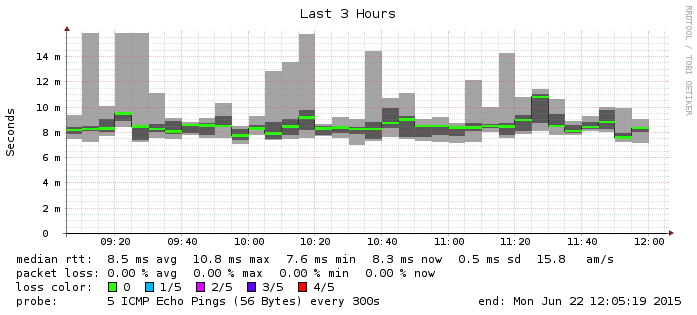 Last 3 Hours
RRDTOOL / TOBI OETIKER
Seconds
14 m
12 m
10 m
8 m
6 m
4 m
2 m
0
09:20 09:40 10:00 10:20 10:40 11:00 11:20 11:40 12:00
median rtt: 8.5 ms avg 10.8 ms max 7.6 ms min 8.3 ms now 0.5 ms sd 15.8 am/s
packet loss: 0.00 % avg 0.00 % max 0.00 % min 0.00 % now
loss color: 0 1/5 2/5 3/5 4/5
probe: 5 ICMP Echo Pings (56 Bytes) every 300s end: Mon Jun 22 12:05:19 2015